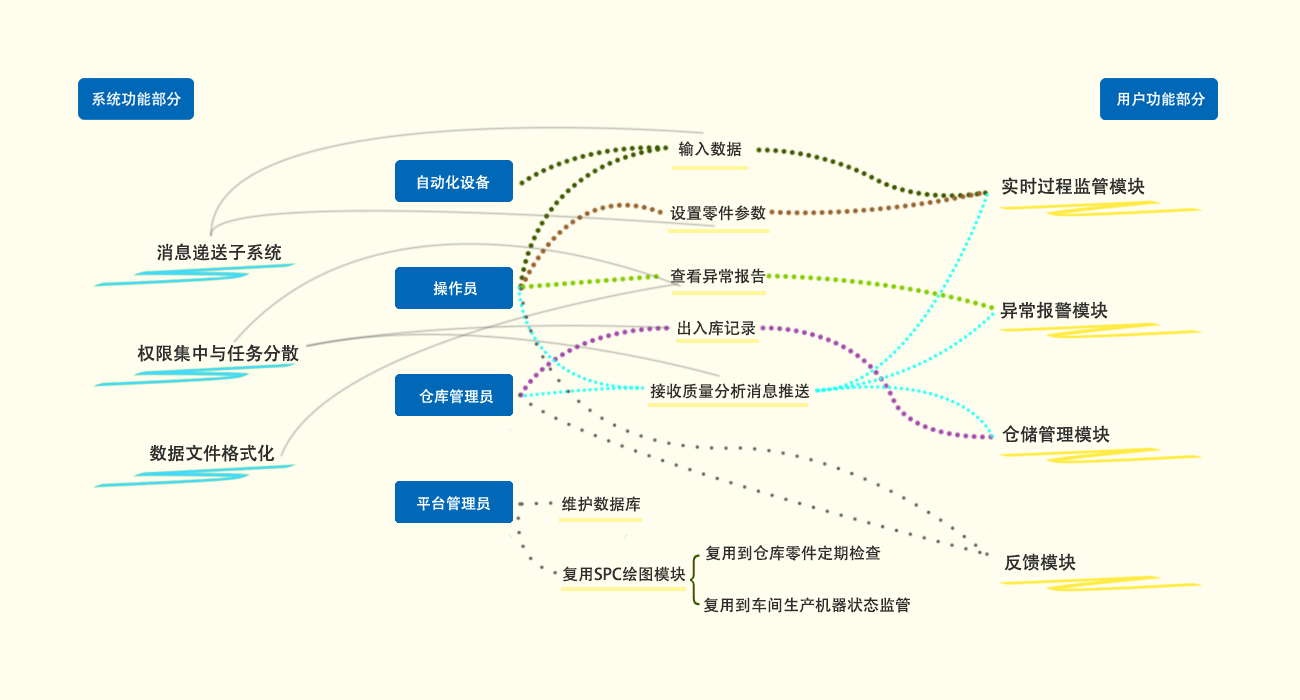 系统功能部分
用户功能部分
输入数据
自动化设备
实时过程监管模块
设置零件参数
消息递送子系统
查看异常报告
操作员
异常报警模块
出入库记录
权限集中与任务分散
接收质量分析消息推送
仓库管理员
仓储管理模块
数据文件格式化
平台管理员
维护数据库
复用到仓库零件定期检查
反馈模块
复用SPC绘图模块
复用到车间生产机器状态监管